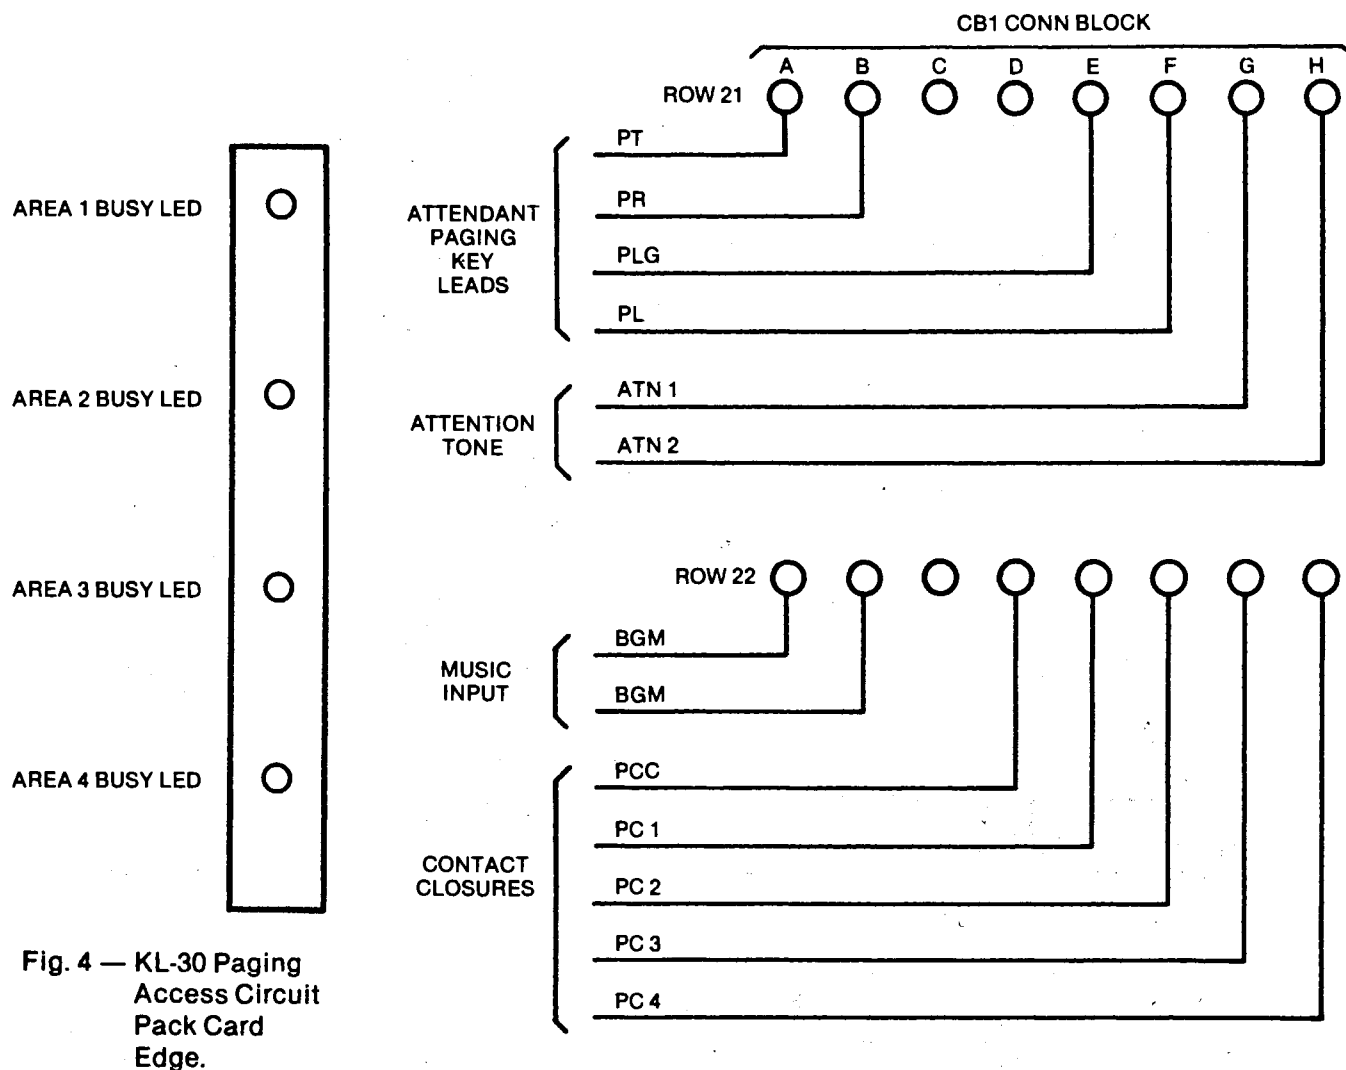 CB1 CONN BLOCK
A B C D E F G H
ROW 21
PT
PR
PLG
PL
ATTENDANT
PAGING
KEY
LEADS
ATN 1
ATN 2
ATTENTION
TONE
ROW 22
BGM
BGM
MUSIC
INPUT
PCC
PC 1
PC 2
PC 3
PC 4
CONTACT
CLOSURES
AREA 1 BUSY LED
AREA 2 BUSY LED
AREA 3 BUSY LED
AREA 4 BUSY LED
Fig. 4 — KL-30 Paging
Access Circuit
Pack Card
Edge.